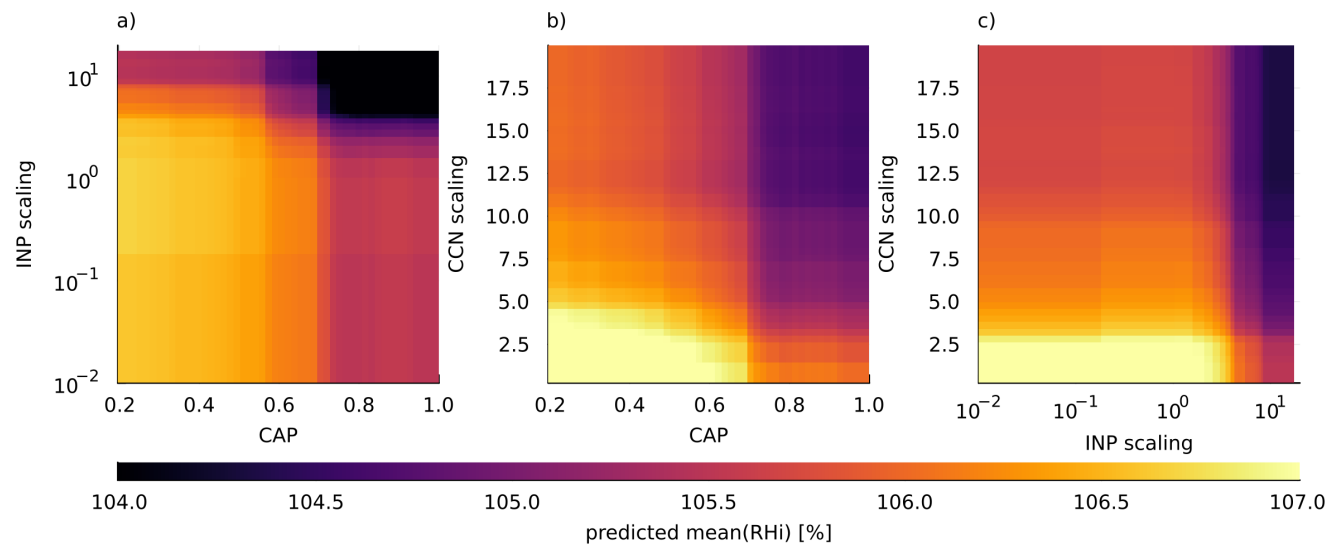 a)
10^1
10^0
10^−1
10^−2
INP scaling
0.2 0.4 0.6 0.8 1.0
CAP
b)
17.5
15.0
12.5
10.0
7.5
5.0
2.5
CCN scaling
0.2 0.4 0.6 0.8 1.0
CAP
c)
17.5
15.0
12.5
10.0
7.5
5.0
2.5
CCN scaling
10^−2 10^−1 10^0 10^1
INP scaling
104.0 104.5 105.0 105.5 106.0 106.5 107.0
predicted mean(RHi) [%]